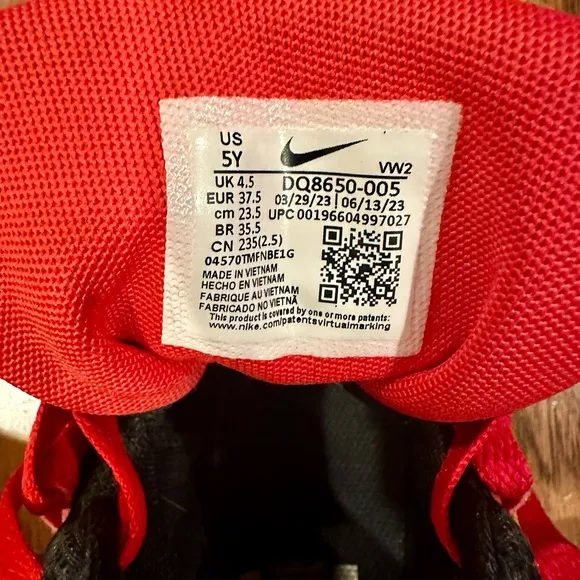 US
5Y
VW2
UK 4.5 DQ8650-005
EUR 37.5 03/29/23 | 06/13/23
cm 23.5 UPC 00196604997027
BR 35.5
CN 235(2.5)
04570TMFNBE1G
MADE IN VIETNAM
HECHO EN VIETNAM
FABRIQUE AU VIETNAM
FABRICADO NO VIETNÃ
This product is covered by one or more patents:
www.nike.com/patentsvirtualmarking